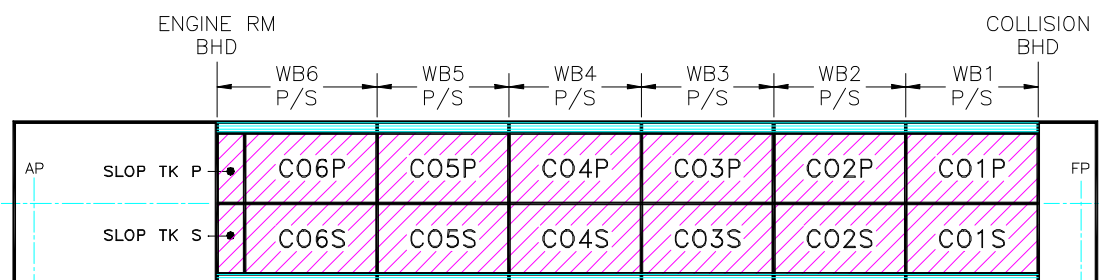 ENGINE RM
BHD
COLLISION
BHD
WB6
P/S
WB5
P/S
WB4
P/S
WB3
P/S
WB2
P/S
WB1
P/S
AP
SLOP TK P
CO6P
CO5P
CO4P
CO3P
CO2P
CO1P
FP
SLOP TK S
CO6S
CO5S
CO4S
CO3S
CO2S
CO1S